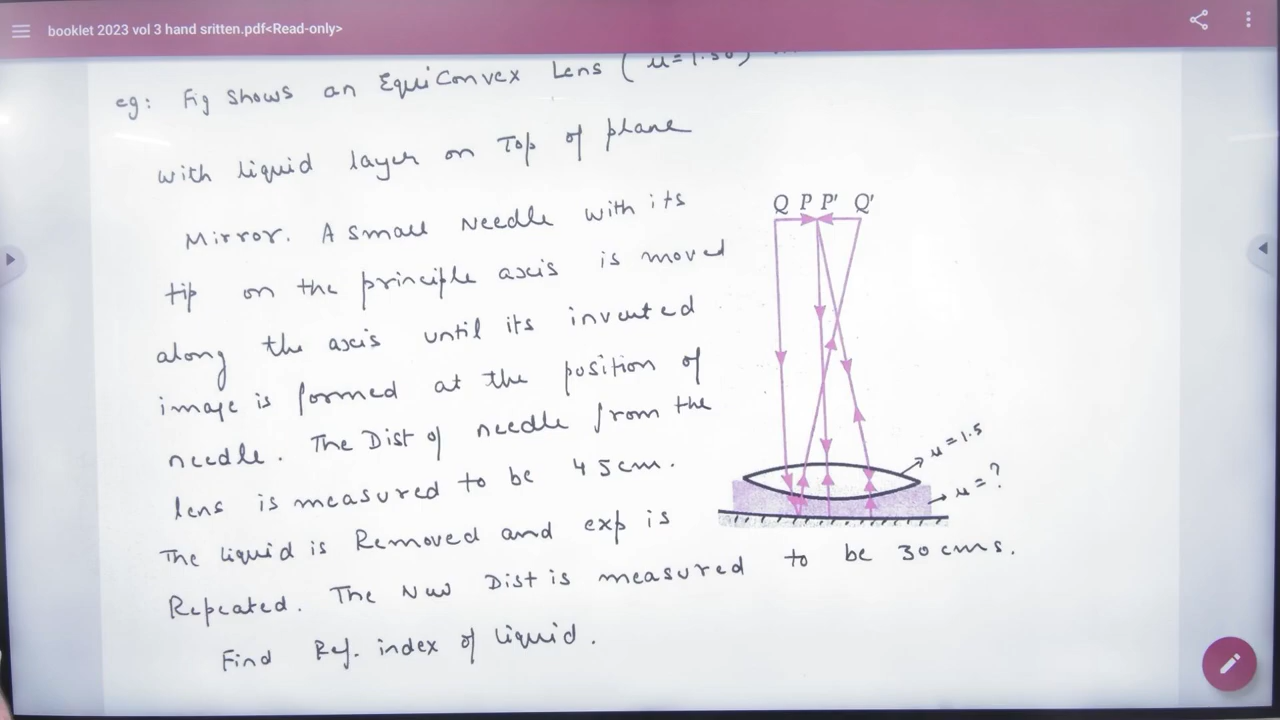 booklet 2023 vol 3 hand sritten.pdf<Read-only>
eg: Fig shows an EquiConvex Lens (μ=1.50)
with liquid layer on Top of plane
Mirror. A small Needle with its
tip on the principle axis is moved
along the axis until its inverted
image is formed at the position of
needle. The Dist of needle from the
lens is measured to be 45cm.
The liquid is Removed and exp is
Repeated. The New Dist is measured to be 30cms.
Find Ref. index of liquid.
Q P P' Q'
μ=1.5
μ=?